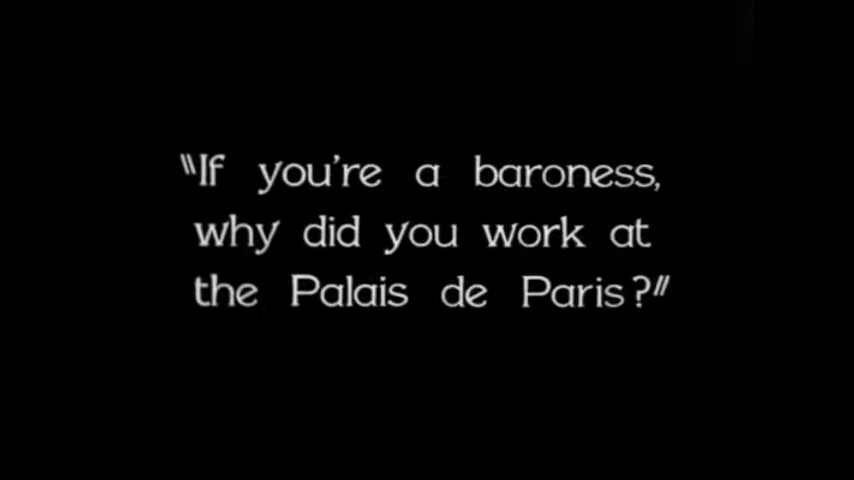 "If you're a baroness,
why did you work at
the Palais de Paris?"